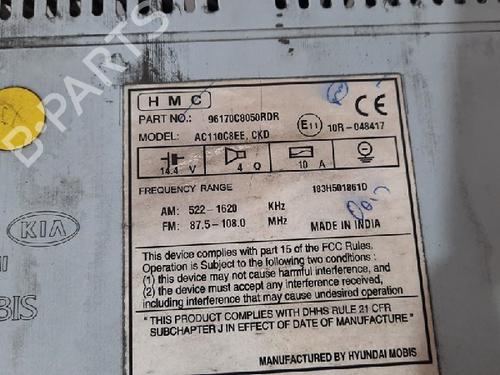 B-PARTS
HMC
PART NO.: 96170C8050RDR
CE
MODEL: AC110C8EE, CKD
E11 10R-048417
14.4 V
4 Ω
10 A
FREQUENCY RANGE
183H5018610
AM: 522-1620 KHz
FM: 87.5-108.0 MHz
MADE IN INDIA
KIA
This device complies with part 15 of the FCC Rules.
Operation is Subject to the following two conditions:
(1) this device may not cause harmful interference, and
(2) the device must accept any interference received,
including interference that may cause undesired operation
BIS
" THIS PRODUCT COMPLIES WITH DHHS RULE 21 CFR
SUBCHAPTER J IN EFFECT OF DATE OF MANUFACTURE"
MANUFACTURED BY HYUNDAI MOBIS